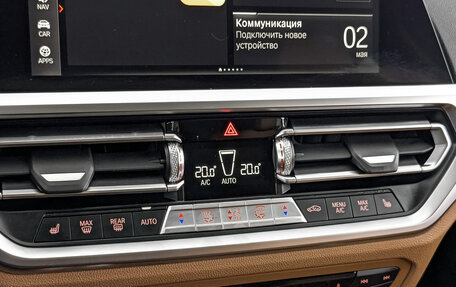 NAV
CAR
APPS
Коммуникация
Подключить новое
устройство
02
мая
20.0 20.0
A/C AUTO
MAX REAR AUTO MENU A/C MAX A/C